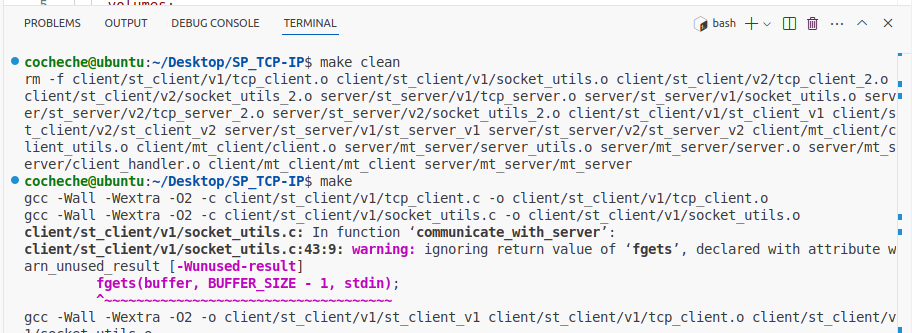 5 volumes:
PROBLEMS OUTPUT DEBUG CONSOLE TERMINAL bash
cocheche@ubuntu:~/Desktop/SP_TCP-IP$ make clean
rm -f client/st_client/v1/tcp_client.o client/st_client/v1/socket_utils.o client/st_client/v2/tcp_client_2.o
client/st_client/v2/socket_utils_2.o server/st_server/v1/tcp_server.o server/st_server/v1/socket_utils.o serv
er/st_server/v2/tcp_server_2.o server/st_server/v2/socket_utils_2.o client/st_client/v1/st_client_v1 client/s
t_client/v2/st_client_v2 server/st_server/v1/st_server_v1 server/st_server/v2/st_server_v2 client/mt_client/c
lient_utils.o client/mt_client/client.o server/mt_server/server_utils.o server/mt_server/server.o server/mt_s
erver/client_handler.o client/mt_client/mt_client server/mt_server/mt_server
cocheche@ubuntu:~/Desktop/SP_TCP-IP$ make
gcc -Wall -Wextra -O2 -c client/st_client/v1/tcp_client.c -o client/st_client/v1/tcp_client.o
gcc -Wall -Wextra -O2 -c client/st_client/v1/socket_utils.c -o client/st_client/v1/socket_utils.o
client/st_client/v1/socket_utils.c: In function ‘communicate_with_server’:
client/st_client/v1/socket_utils.c:43:9: warning: ignoring return value of ‘fgets’, declared with attribute w
arn_unused_result [-Wunused-result]
fgets(buffer, BUFFER_SIZE - 1, stdin);
^~~~~~~~~~~~~~~~~~~~~~~~~~~~~~~~~~~~~
gcc -Wall -Wextra -O2 -o client/st_client/v1/st_client_v1 client/st_client/v1/tcp_client.o client/st_client/v
1/socket_utils.o